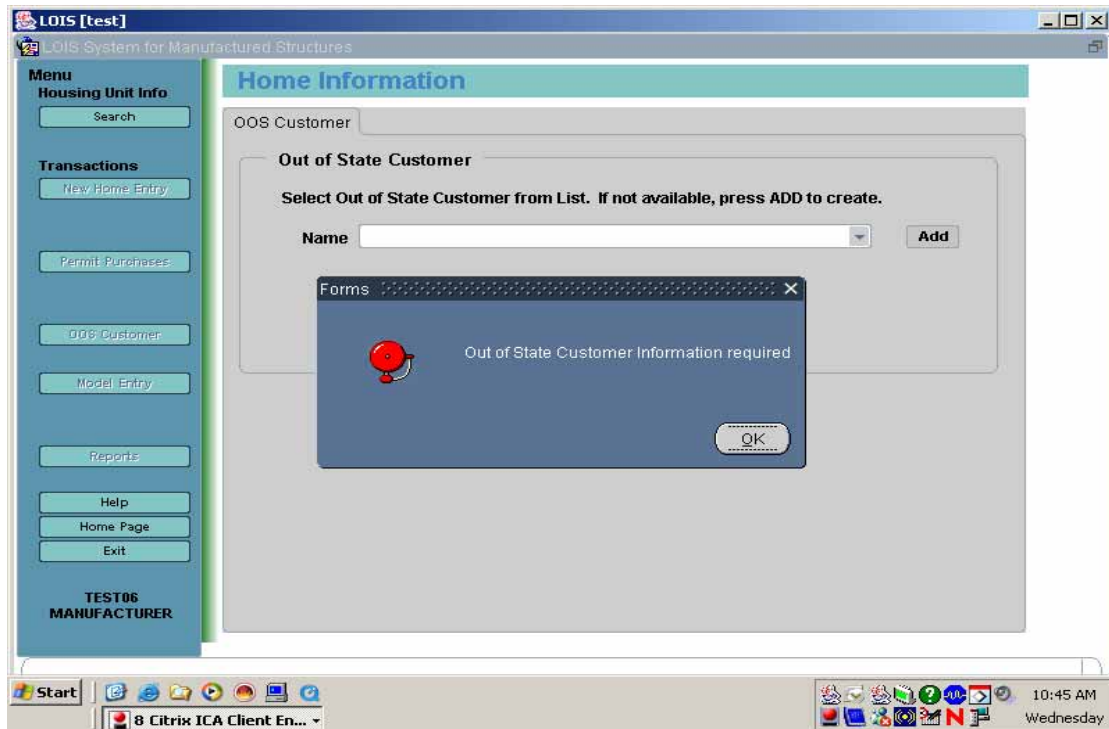 LOIS [test]
LOIS System for Manufactured Structures
Menu
Housing Unit Info
Search
Transactions
New Home Entry
Permit Purchases
OOS Customer
Model Entry
Reports
Help
Home Page
Exit
TEST06
MANUFACTURER
Home Information
OOS Customer
Out of State Customer
Select Out of State Customer from List. If not available, press ADD to create.
Name
Add
Forms
Out of State Customer Information required
OK
Start
8 Citrix ICA Client En...
10:45 AM
Wednesday